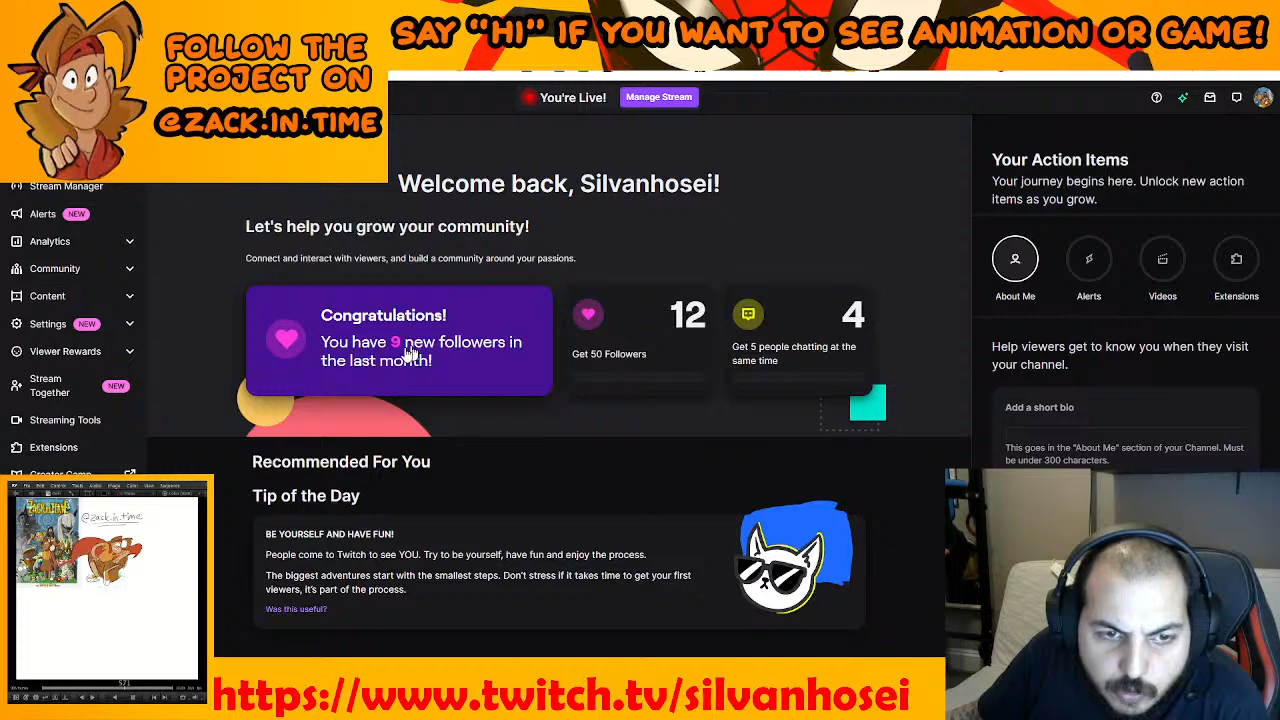 FOLLOW THE
PROJECT ON
@ZACK.IN.TIME
SAY “HI” IF YOU WANT TO SEE ANIMATION OR GAME!
You're Live!
Manage Stream
Stream Manager
Alerts NEW
Analytics
Community
Content
Settings NEW
Viewer Rewards
Stream
Together NEW
Streaming Tools
Extensions
Creator Camp
Welcome back, Silvanhosei!
Let's help you grow your community!
Connect and interact with viewers, and build a community around your passions.
Congratulations!
You have 9 new followers in
the last month!
12
Get 50 Followers
4
Get 5 people chatting at the
same time
Recommended For You
Tip of the Day
BE YOURSELF AND HAVE FUN!
People come to Twitch to see YOU. Try to be yourself, have fun and enjoy the process.
The biggest adventures start with the smallest steps. Don't stress if it takes time to get your first
viewers, it's part of the process.
Was this useful?
Your Action Items
Your journey begins here. Unlock new action
items as you grow.
About Me
Alerts
Videos
Extensions
Help viewers get to know you when they visit
your channel.
Add a short bio
This goes in the "About Me" section of your Channel. Must
be under 300 characters.
@zack.in.time
571
https://www.twitch.tv/silvanhosei